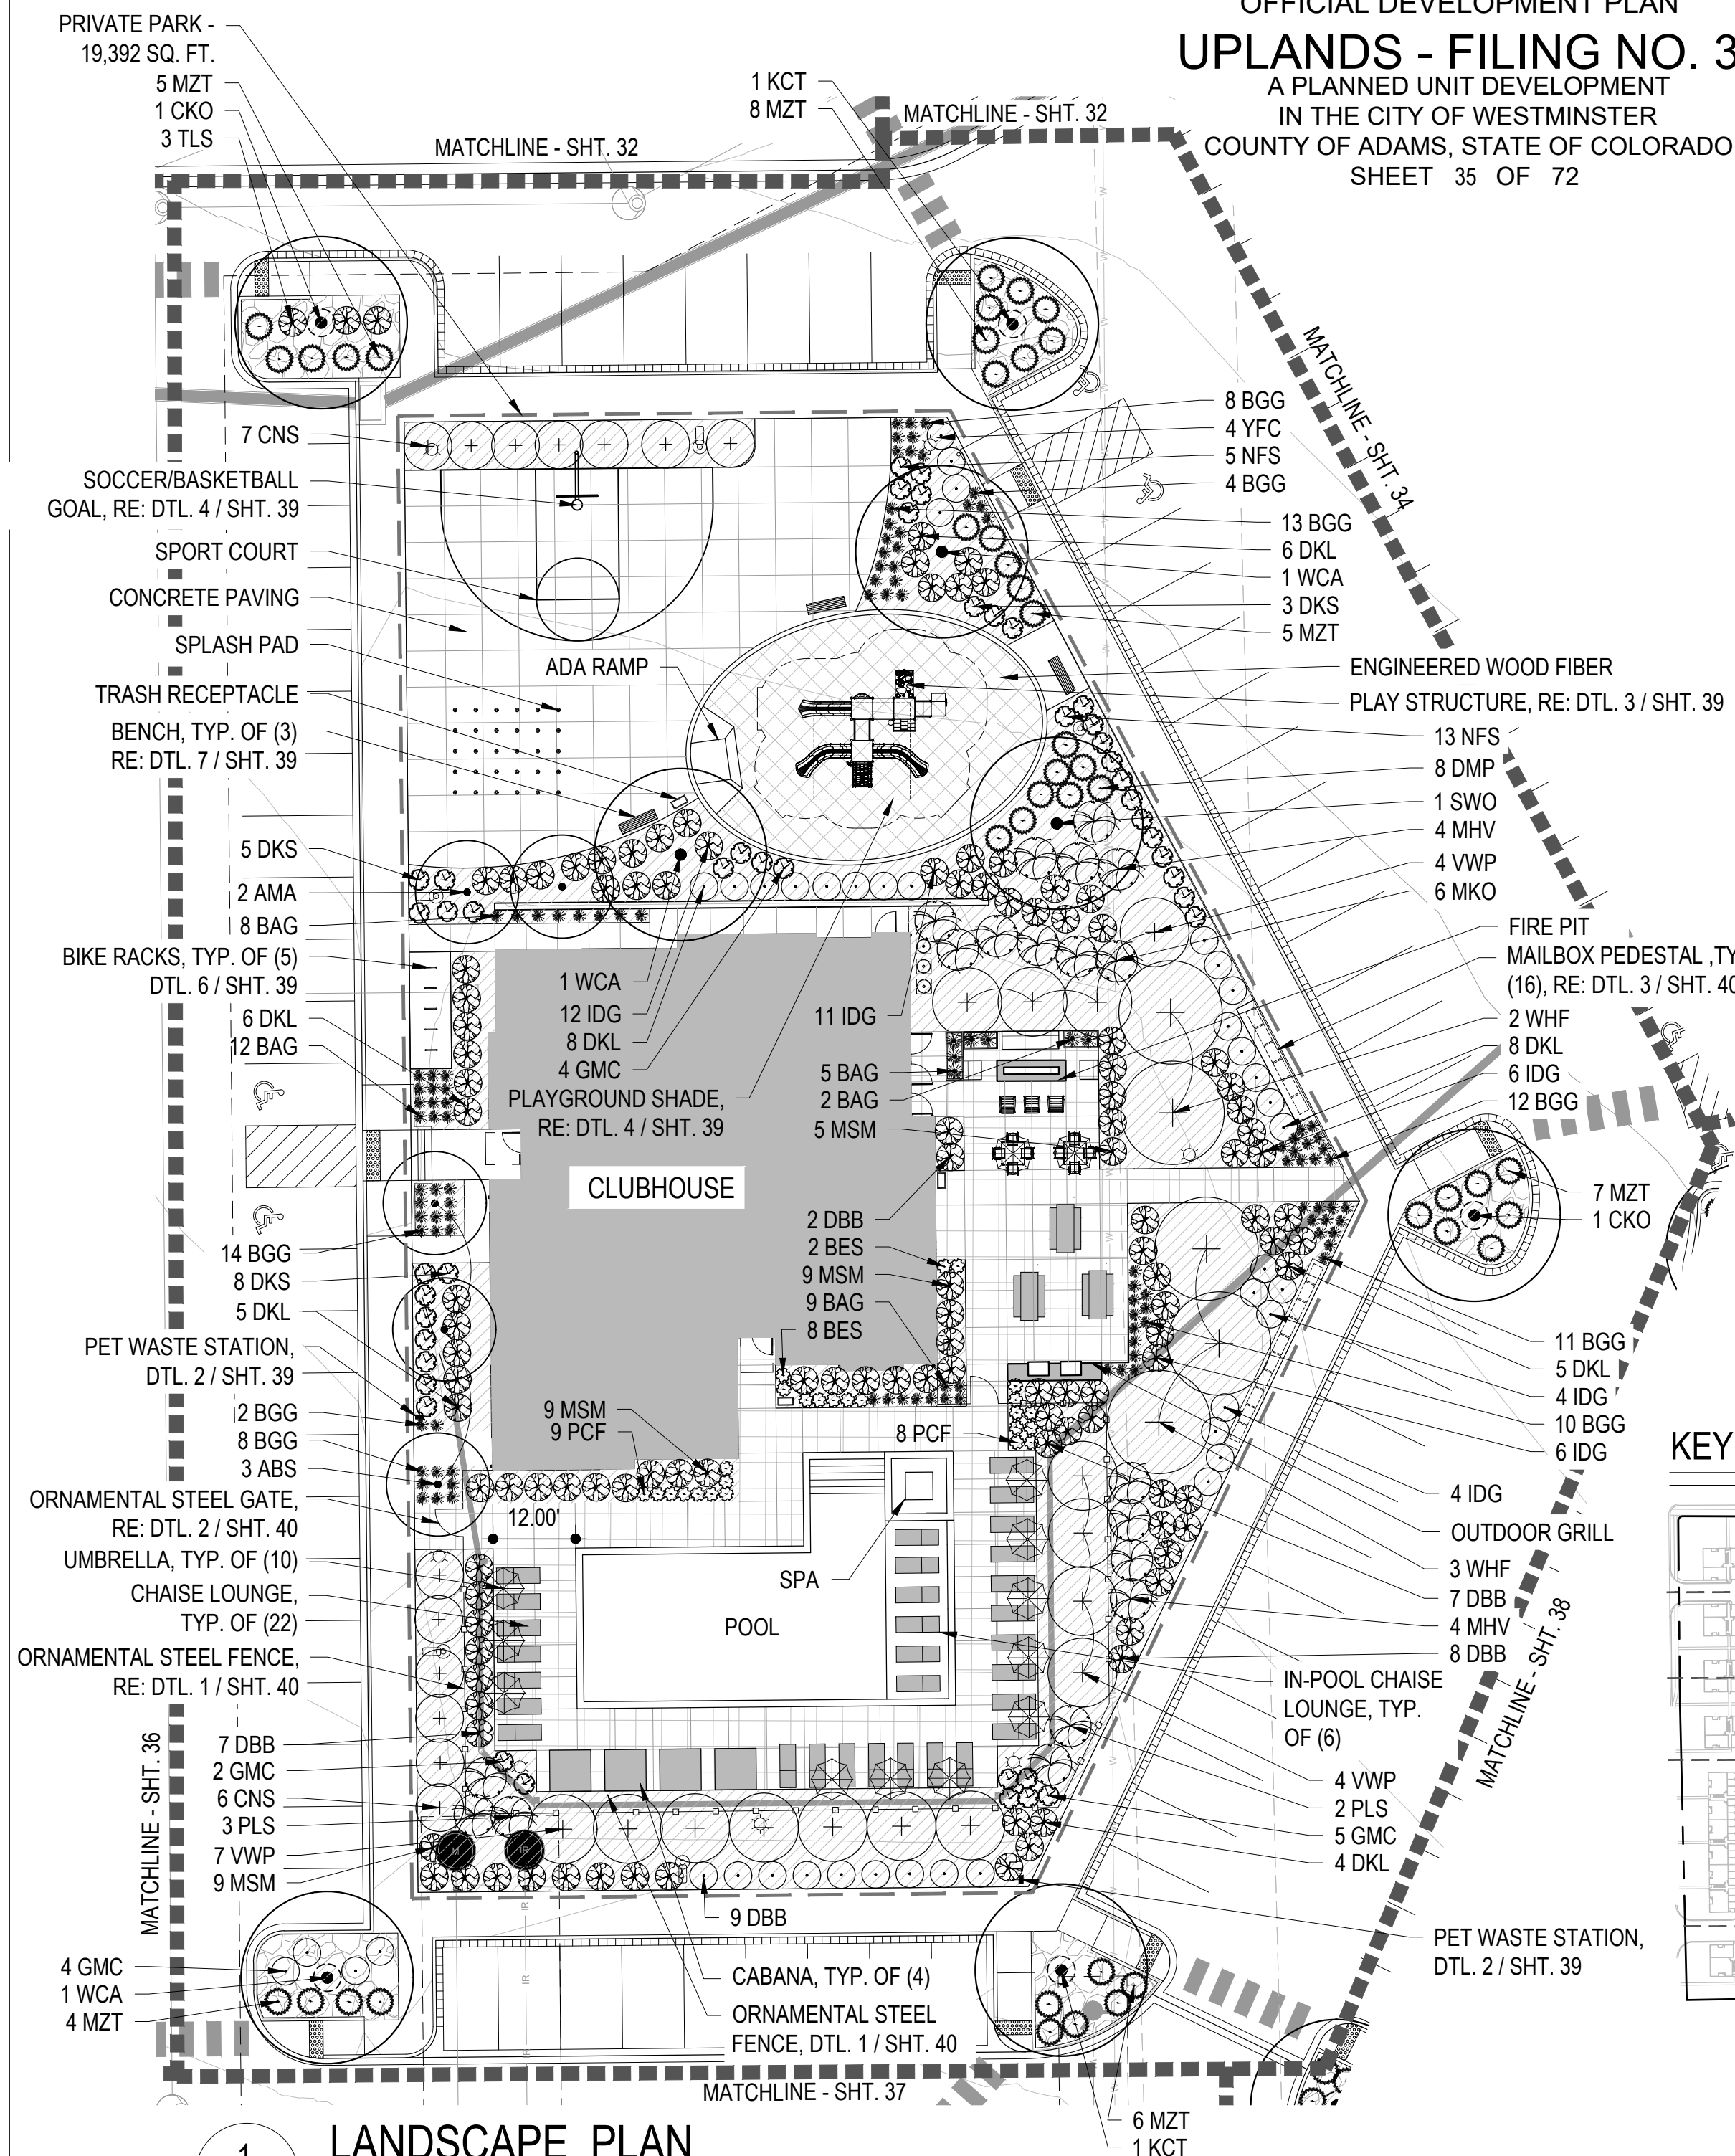 OFFICIAL DEVELOPMENT PLAN
UPLANDS - FILING NO. 3
A PLANNED UNIT DEVELOPMENT
IN THE CITY OF WESTMINSTER
COUNTY OF ADAMS, STATE OF COLORADO
SHEET 35 OF 72
PRIVATE PARK -
19,392 SQ. FT.
5 MZT
1 CKO
3 TLS
1 KCT
8 MZT
MATCHLINE - SHT. 32
MATCHLINE - SHT. 32
MATCHLINE - SHT. 34
7 CNS
SOCCER/BASKETBALL
GOAL, RE: DTL. 4 / SHT. 39
SPORT COURT
CONCRETE PAVING
SPLASH PAD
TRASH RECEPTACLE
BENCH, TYP. OF (3)
RE: DTL. 7 / SHT. 39
ADA RAMP
5 DKS
2 AMA
8 BAG
BIKE RACKS, TYP. OF (5)
DTL. 6 / SHT. 39
6 DKL
12 BAG
8 BGG
4 YFC
5 NFS
4 BGG
13 BGG
6 DKL
1 WCA
3 DKS
5 MZT
ENGINEERED WOOD FIBER
PLAY STRUCTURE, RE: DTL. 3 / SHT. 39
13 NFS
8 DMP
1 SWO
4 MHV
4 VWP
6 MKO
FIRE PIT
MAILBOX PEDESTAL ,TY
(16), RE: DTL. 3 / SHT. 40
2 WHF
8 DKL
6 IDG
12 BGG
1 WCA
12 IDG
8 DKL
4 GMC
PLAYGROUND SHADE,
RE: DTL. 4 / SHT. 39
11 IDG
5 BAG
2 BAG
5 MSM
CLUBHOUSE
2 DBB
2 BES
9 MSM
9 BAG
8 BES
7 MZT
1 CKO
14 BGG
8 DKS
5 DKL
PET WASTE STATION,
DTL. 2 / SHT. 39
2 BGG
8 BGG
3 ABS
ORNAMENTAL STEEL GATE,
RE: DTL. 2 / SHT. 40
UMBRELLA, TYP. OF (10)
CHAISE LOUNGE,
TYP. OF (22)
ORNAMENTAL STEEL FENCE,
RE: DTL. 1 / SHT. 40
9 MSM
9 PCF
8 PCF
12.00'
SPA
POOL
11 BGG
5 DKL
4 IDG
10 BGG
6 IDG
KEY
4 IDG
OUTDOOR GRILL
3 WHF
7 DBB
4 MHV
8 DBB
IN-POOL CHAISE
LOUNGE, TYP.
OF (6)
MATCHLINE - SHT. 38
4 VWP
2 PLS
5 GMC
4 DKL
MATCHLINE - SHT. 36
7 DBB
2 GMC
6 CNS
3 PLS
7 VWP
9 MSM
M
IR
9 DBB
PET WASTE STATION,
DTL. 2 / SHT. 39
4 GMC
1 WCA
4 MZT
CABANA, TYP. OF (4)
ORNAMENTAL STEEL
FENCE, DTL. 1 / SHT. 40
MATCHLINE - SHT. 37
6 MZT
1 KCT
1
LANDSCAPE PLAN